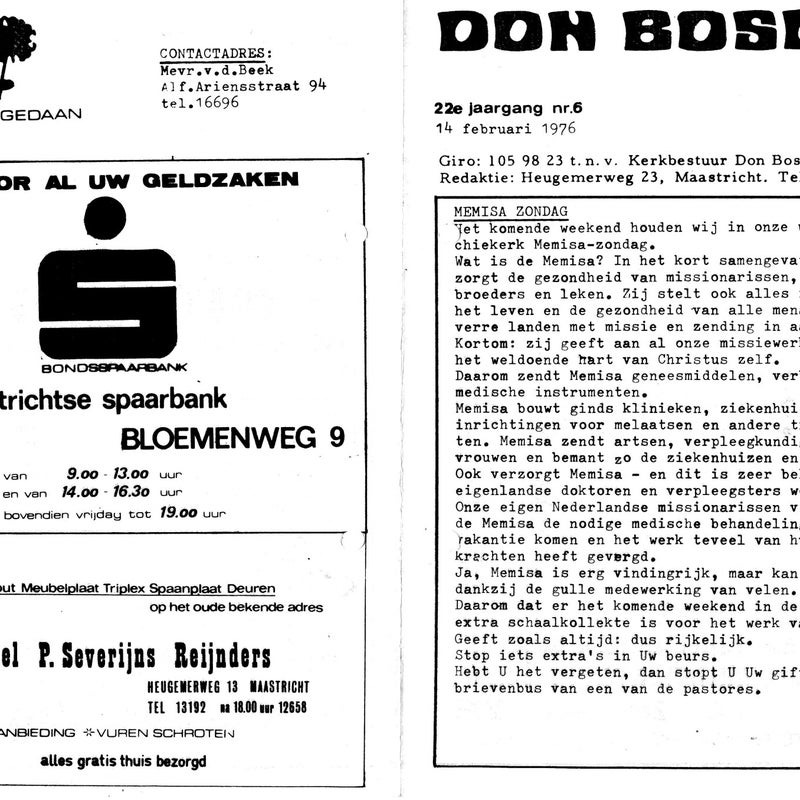 GEDAAN
CONTACTADRES:
Mevr.v.d.Beek
Alf.Ariensstraat 94
tel.16696
OR AL UW GELDZAKEN
S
BONDSSPAARBANK
trichtse spaarbank
BLOEMENWEG 9
van 9.00 - 13.00 uur
en van 14.00 - 16.30 uur
bovendien vrijdag tot 19.00 uur
out Meubelplaat Triplex Spaanplaat Deuren
op het oude bekende adres
el P. Severijns Reijnders
HEUGEMERWEG 13 MAASTRICHT
TEL 13192 na 18.00 uur 12658
ANBIEDING *VUREN SCHROTEN
alles gratis thuis bezorgd
DON BOS
22e jaargang nr.6
14 februari 1976
Giro: 105 98 23 t.n.v. Kerkbestuur Don Bos
Redaktie: Heugemerweg 23, Maastricht. Te
MEMISA ZONDAG
Het komende weekend houden wij in onze
chiekerk Memisa-zondag.
Wat is de Memisa? In het kort samengeva
zorgt de gezondheid van missionarissen,
broeders en leken. Zij stelt ook alles
het leven en de gezondheid van alle men
verre landen met missie en zending in a
Kortom: zij geeft aan al onze missiewer
het weldoende hart van Christus zelf.
Daarom zendt Memisa geneesmiddelen, ver
medische instrumenten.
Memisa bouwt ginds klinieken, ziekenhui
inrichtingen voor melaatsen en andere t
ten. Memisa zendt artsen, verpleegkundi
vrouwen en bemant zo de ziekenhuizen en
Ook verzorgt Memisa - en dit is zeer be
eigenlandse doktoren en verpleegsters w
Onze eigen Nederlandse missionarissen v
de Memisa de nodige medische behandelin
vakantie komen en het werk teveel van h
krachten heeft gevergd.
Ja, Memisa is erg vindingrijk, maar kan
dankzij de gulle medewerking van velen.
Daarom dat er het komende weekend in de
extra schaalkollekte is voor het werk v
Geeft zoals altijd: dus rijkelijk.
Stop iets extra's in Uw beurs.
Hebt U het vergeten, dan stopt U Uw gif
brievenbus van een van de pastores.